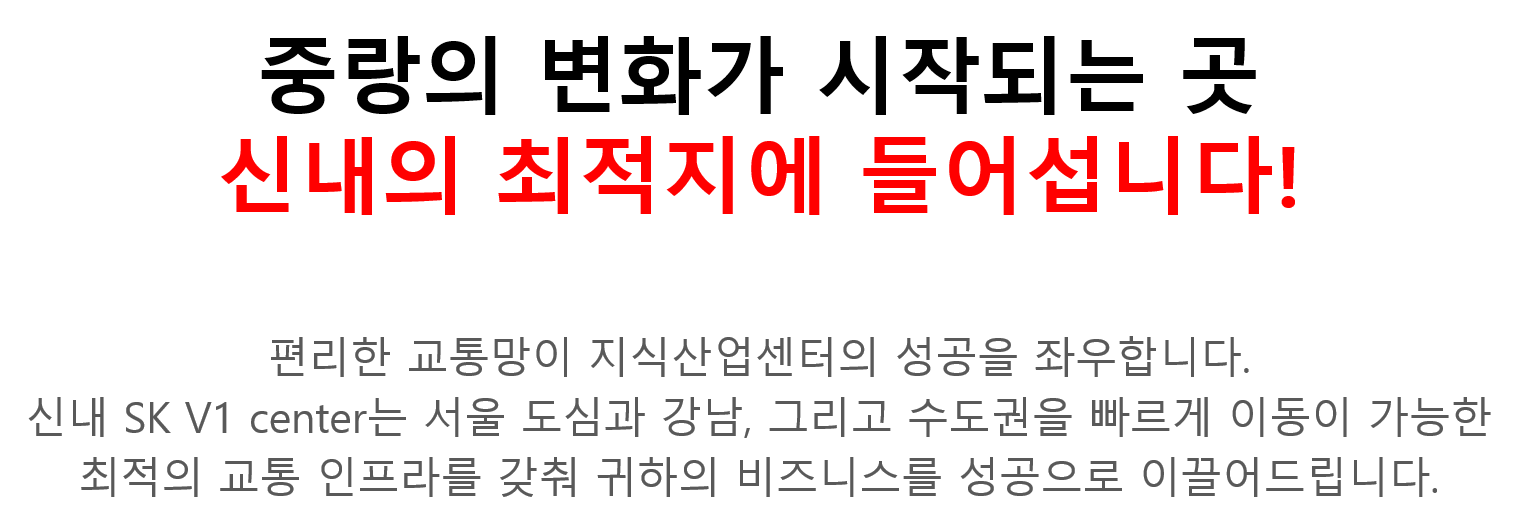 중랑의 변화가 시작되는 곳
신내의 최적지에 들어섭니다!
편리한 교통망이 지식산업센터의 성공을 좌우합니다.
신내 SK V1 center는 서울 도심과 강남, 그리고 수도권을 빠르게 이동이 가능한
최적의 교통 인프라를 갖춰 귀하의 비즈니스를 성공으로 이끌어드립니다.